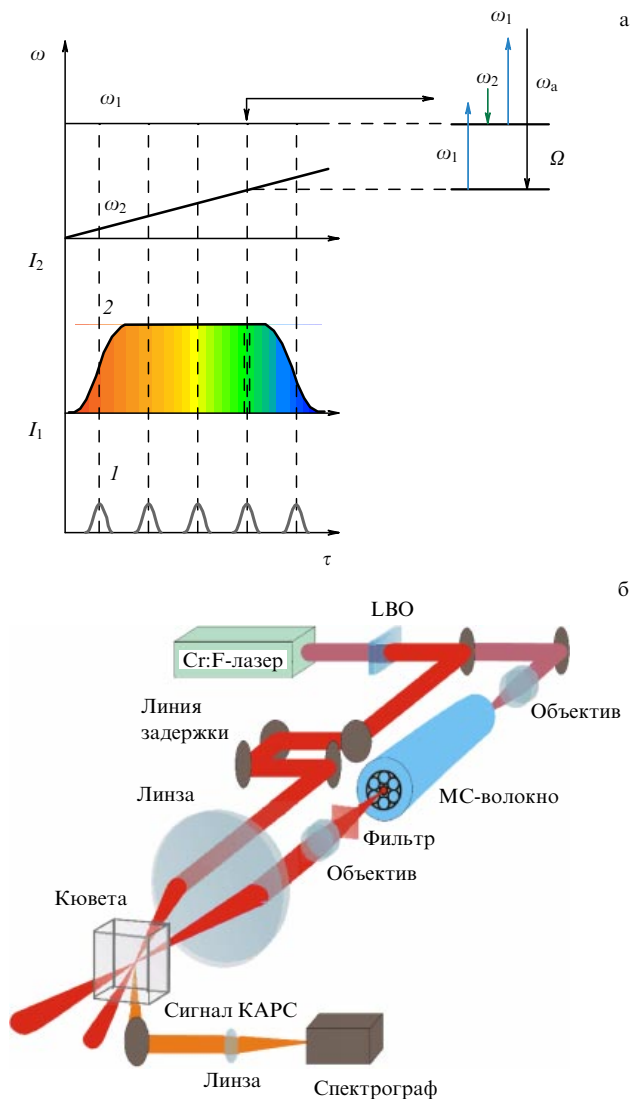 а
ω
ω₁
ω₂
I₂
2
I₁
1
τ
ω₁
ω₂
ωₐ
ω₁
Ω
б
LBO
Cr:F-лазер
Объектив
Линия
задержки
МС-волокно
Линза
Фильтр
Объектив
Кювета
Сигнал КАРС
Линза
Спектрограф